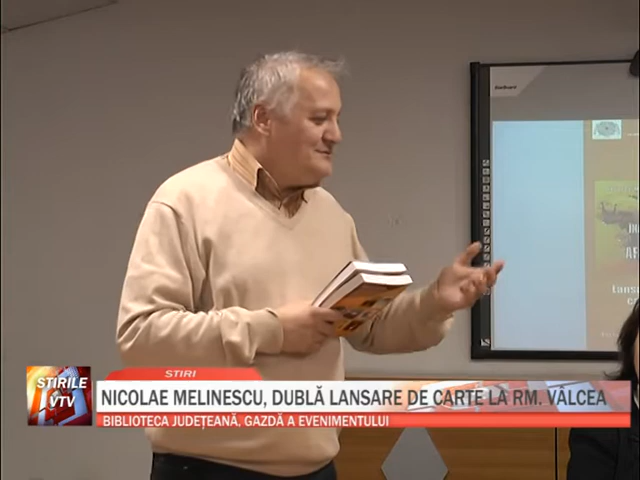 STIRI
STIRILE
VTV
NICOLAE MELINESCU, DUBLĂ LANSARE DE CARTE LA RM. VÂLCEA
BIBLIOTECA JUDEȚEANĂ, GAZDĂ A EVENIMENTULUI